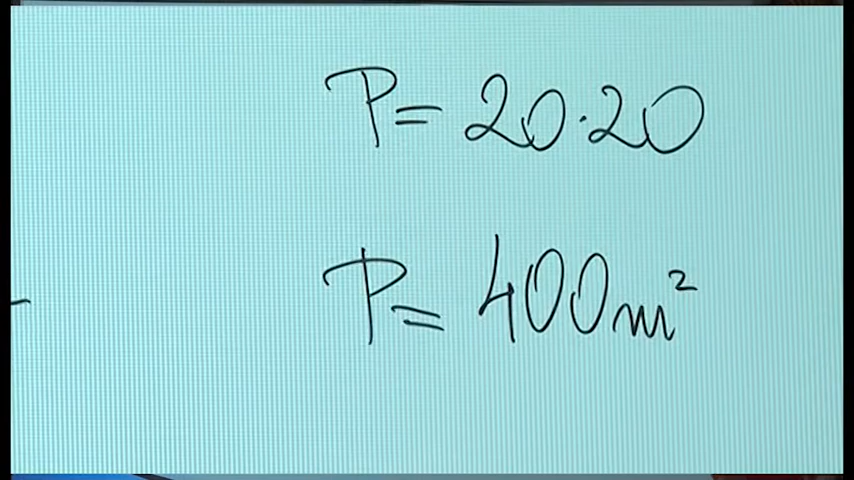 P = 20·20
P = 400m²